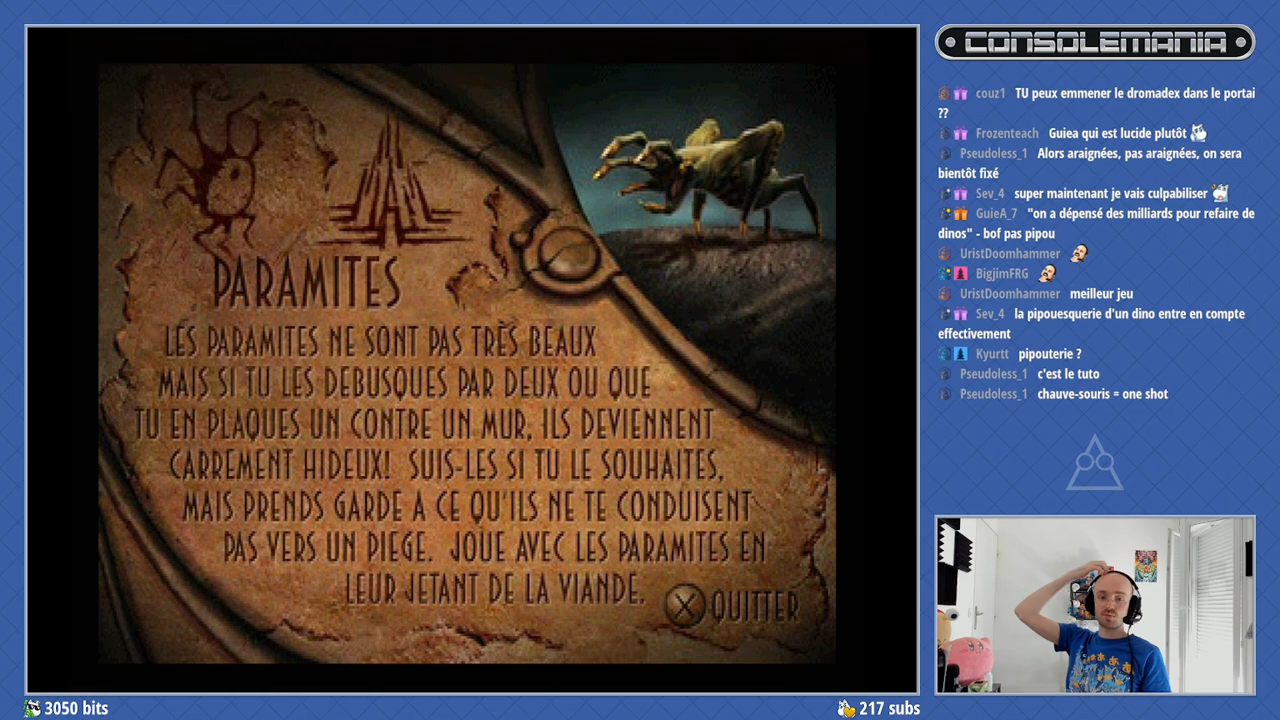 CONSOLEMANIA
couz1 TU peux emmener le dromadex dans le portai
??
Frozenteach Guiea qui est lucide plutôt
Pseudoless_1 Alors araignées, pas araignées, on sera
bientôt fixé
Sev_4 super maintenant je vais culpabiliser
GuieA_7 "on a dépensé des milliards pour refaire de
dinos" - bof pas pipou
UristDoomhammer
BigjimFRG
UristDoomhammer meilleur jeu
Sev_4 la pipouesquerie d'un dino entre en compte
effectivement
Kyurtt pipouterie ?
Pseudoless_1 c'est le tuto
Pseudoless_1 chauve-souris = one shot
PARAMITES
LES PARAMITES NE SONT PAS TRÈS BEAUX
MAIS SI TU LES DEBUSQUES PAR DEUX OU QUE
TU EN PLAQUES UN CONTRE UN MUR, ILS DEVIENNENT
CARREMENT HIDEUX! SUIS-LES SI TU LE SOUHAITES,
MAIS PRENDS GARDE A CE QU'ILS NE TE CONDUISENT
PAS VERS UN PIEGE. JOUE AVEC LES PARAMITES EN
LEUR JETANT DE LA VIANDE.
X QUITTER
3050 bits
217 subs